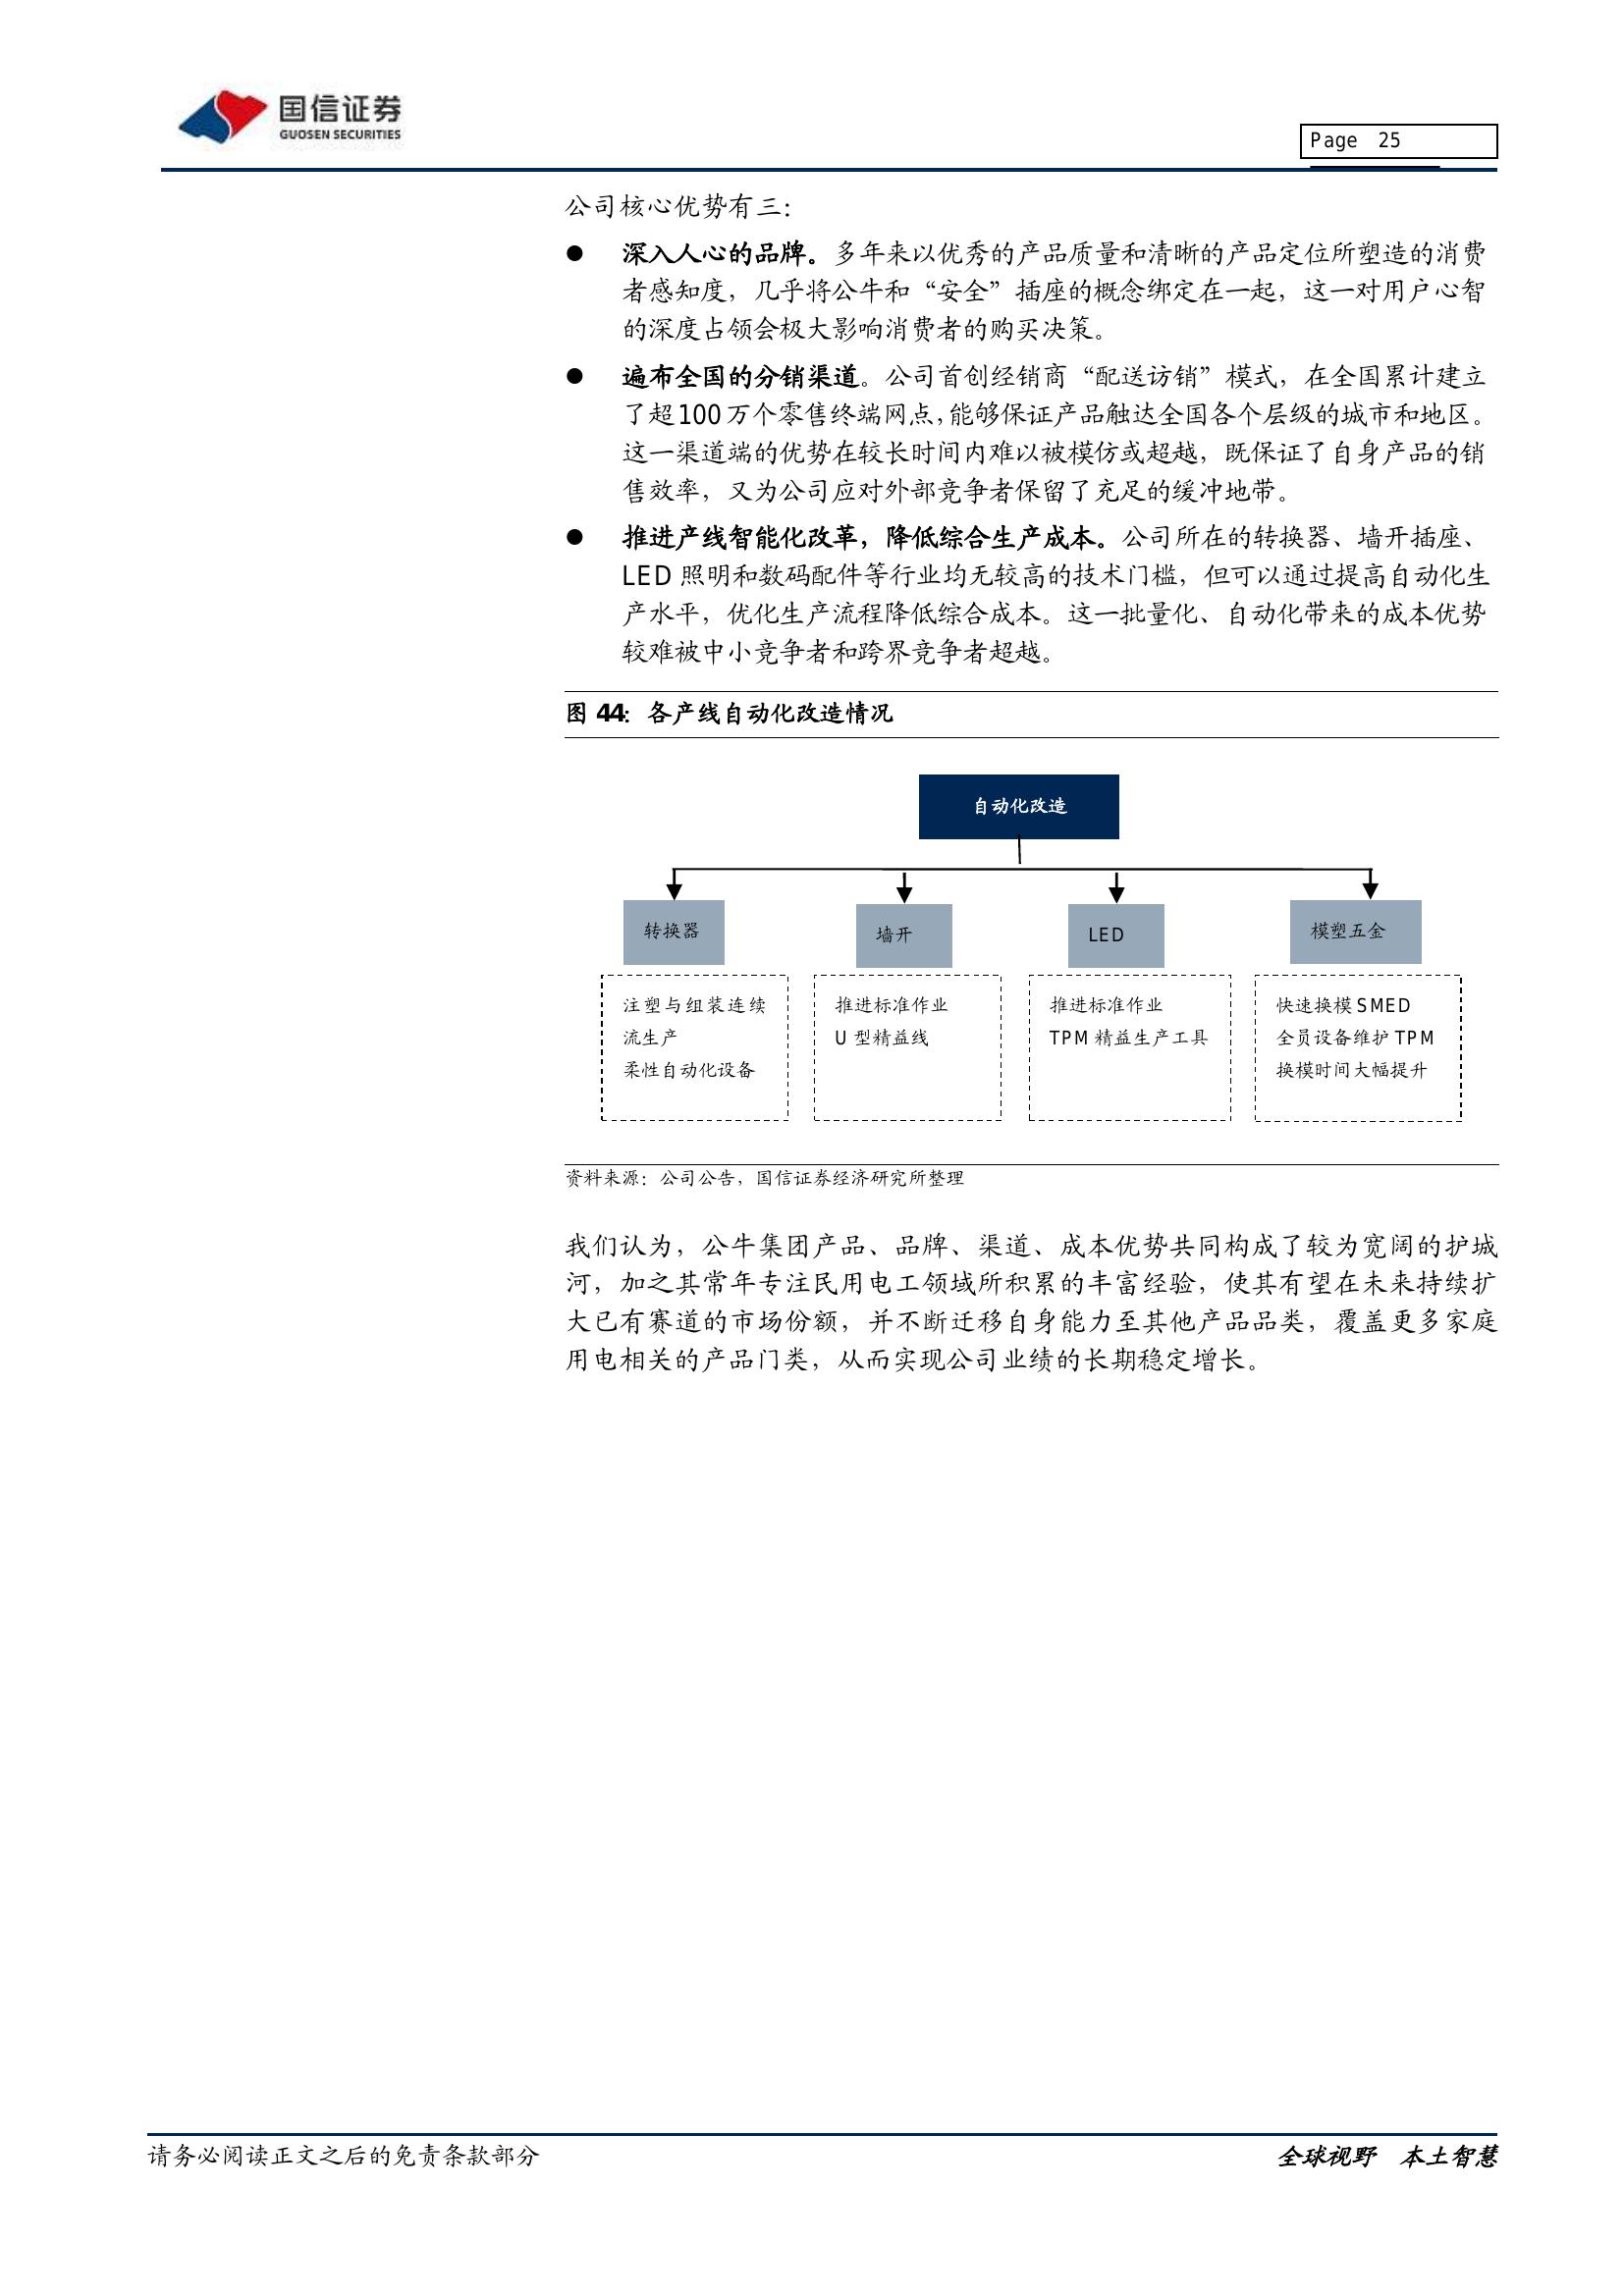 国信证券
GUOSEN SECURITIES
Page 25
公司核心优势有三：
● 深入人心的品牌。多年来以优秀的产品质量和清晰的产品定位所塑造的消费
者感知度，几乎将公牛和“安全”插座的概念绑定在一起，这一对用户心智
的深度占领会极大影响消费者的购买决策。
● 遍布全国的分销渠道。公司首创经销商“配送访销”模式，在全国累计建立
了超100万个零售终端网点，能够保证产品触达全国各个层级的城市和地区。
这一渠道端的优势在较长时间内难以被模仿或超越，既保证了自身产品的销
售效率，又为公司应对外部竞争者保留了充足的缓冲地带。
● 推进产线智能化改革，降低综合生产成本。公司所在的转换器、墙开插座、
LED 照明和数码配件等行业均无较高的技术门槛，但可以通过提高自动化生
产水平，优化生产流程降低综合成本。这一批量化、自动化带来的成本优势
较难被中小竞争者和跨界竞争者超越。
图 44：各产线自动化改造情况
自动化改造
转换器
墙开
LED
模塑五金
注塑与组装连续
流生产
柔性自动化设备
推进标准作业
U 型精益线
推进标准作业
TPM 精益生产工具
快速换模 SMED
全员设备维护 TPM
换模时间大幅提升
资料来源：公司公告，国信证券经济研究所整理
我们认为，公牛集团产品、品牌、渠道、成本优势共同构成了较为宽阔的护城
河，加之其常年专注民用电工领域所积累的丰富经验，使其有望在未来持续扩
大已有赛道的市场份额，并不断迁移自身能力至其他产品品类，覆盖更多家庭
用电相关的产品门类，从而实现公司业绩的长期稳定增长。
请务必阅读正文之后的免责条款部分
全球视野 本土智慧